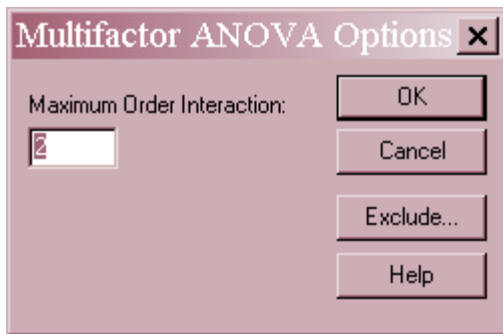 Multifactor ANOVA Options
Maximum Order Interaction:
2
OK
Cancel
Exclude...
Help